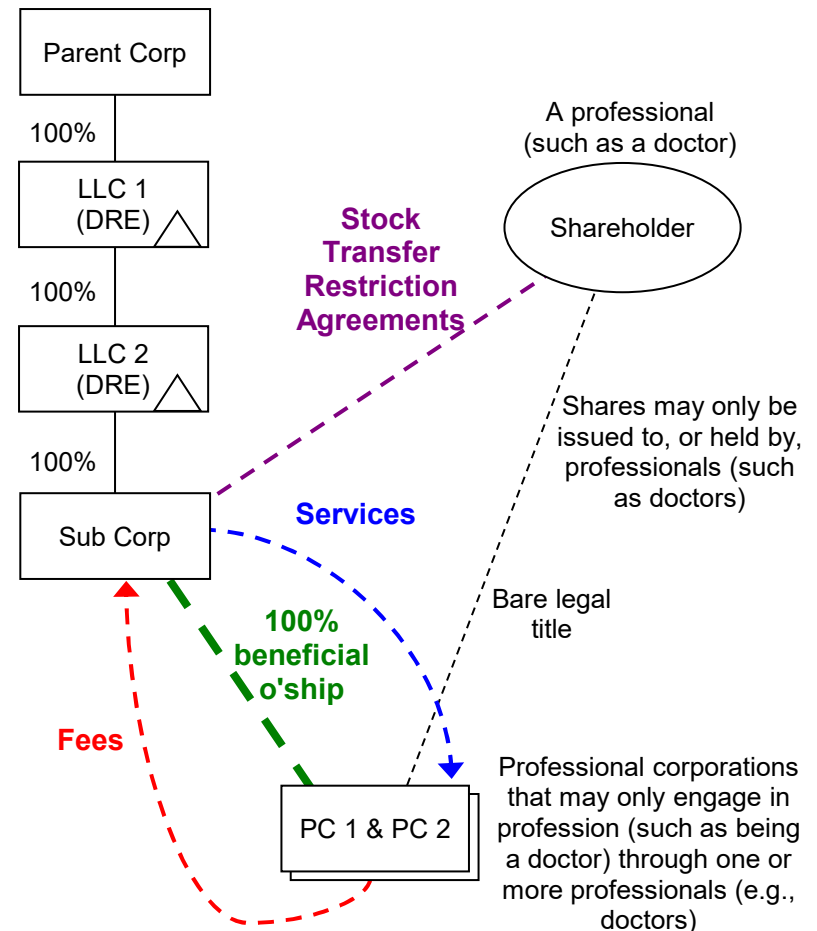 Parent Corp
100%
LLC 1
(DRE)
100%
LLC 2
(DRE)
100%
Sub Corp
A professional
(such as a doctor)
Shareholder
Stock
Transfer
Restriction
Agreements
Shares may only be
issued to, or held by,
professionals (such
as doctors)
Services
Bare legal
title
100%
beneficial
o'ship
Fees
PC 1 & PC 2
Professional corporations
that may only engage in
profession (such as being
a doctor) through one or
more professionals (e.g.,
doctors)